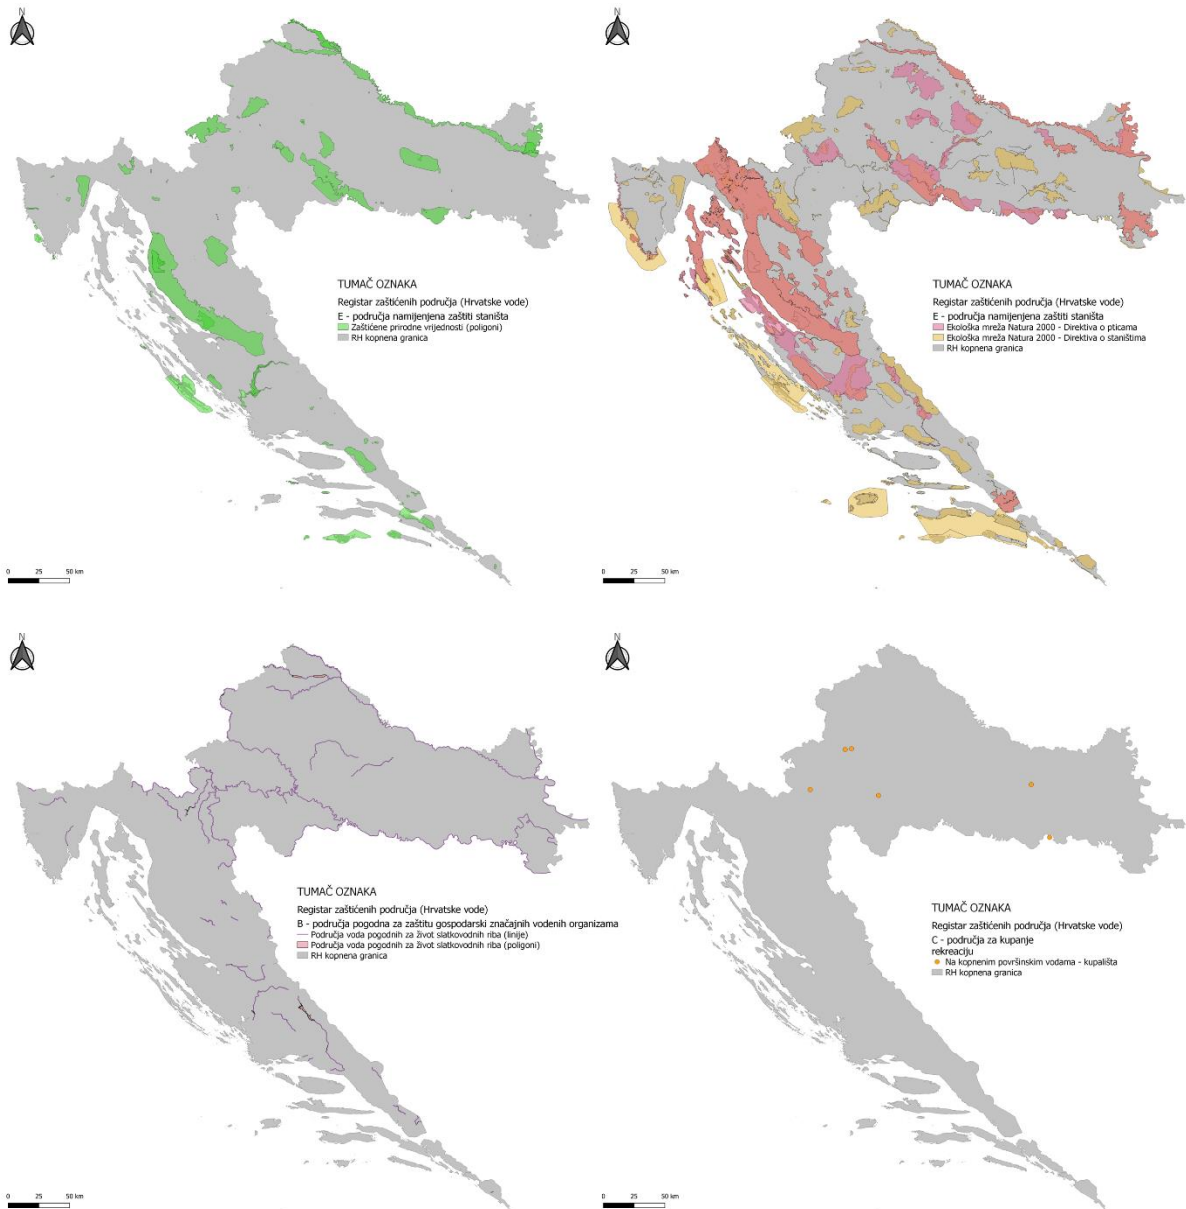 N
TUMAČ OZNAKA
Registar zaštićenih područja (Hrvatske vode)
E - područja namijenjena zaštiti staništa
Zaštićene prirodne vrijednosti (poligoni)
RH kopnena granica
0 25 50 km
N
TUMAČ OZNAKA
Registar zaštićenih područja (Hrvatske vode)
E - područja namijenjena zaštiti staništa
Ekološka mreža Natura 2000 - Direktiva o pticama
Ekološka mreža Natura 2000 - Direktiva o staništima
RH kopnena granica
0 25 50 km
N
TUMAČ OZNAKA
Registar zaštićenih područja (Hrvatske vode)
B - područja pogodna za zaštitu gospodarski značajnih vodenih organizama
Područja voda pogodnih za život slatkovodnih riba (linije)
Područja voda pogodnih za život slatkovodnih riba (poligoni)
RH kopnena granica
0 25 50 km
N
TUMAČ OZNAKA
Registar zaštićenih područja (Hrvatske vode)
C - područja za kupanje
rekreaciju
Na kopnenim površinskim vodama - kupališta
RH kopnena granica
0 25 50 km